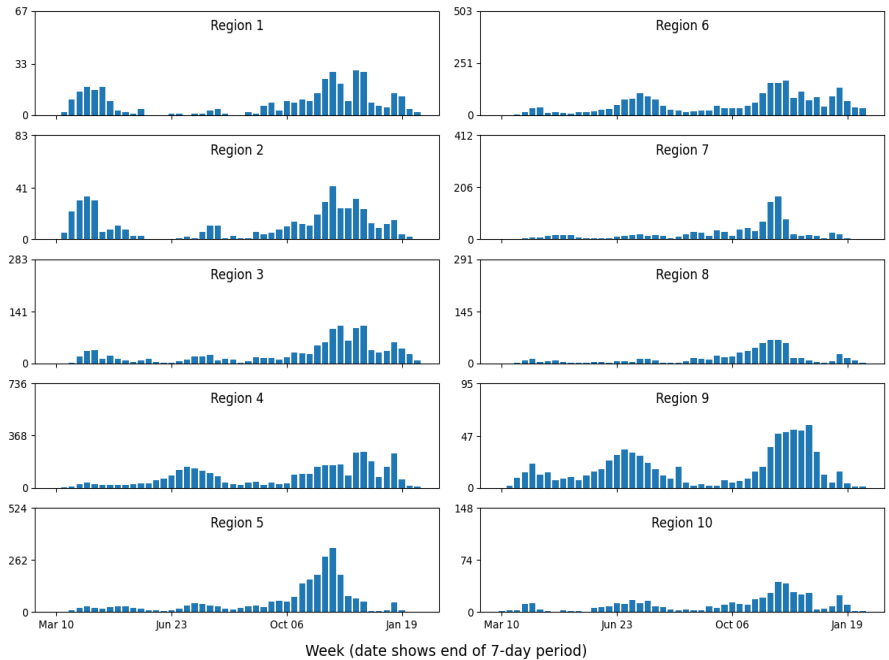 Region 1
67
33
0
Region 6
503
251
0
Region 2
83
41
0
Region 7
412
206
0
Region 3
283
141
0
Region 8
291
145
0
Region 4
736
368
0
Region 9
95
47
0
Region 5
524
262
0
Mar 10 Jun 23 Oct 06 Jan 19
Region 10
148
74
0
Mar 10 Jun 23 Oct 06 Jan 19
Week (date shows end of 7-day period)